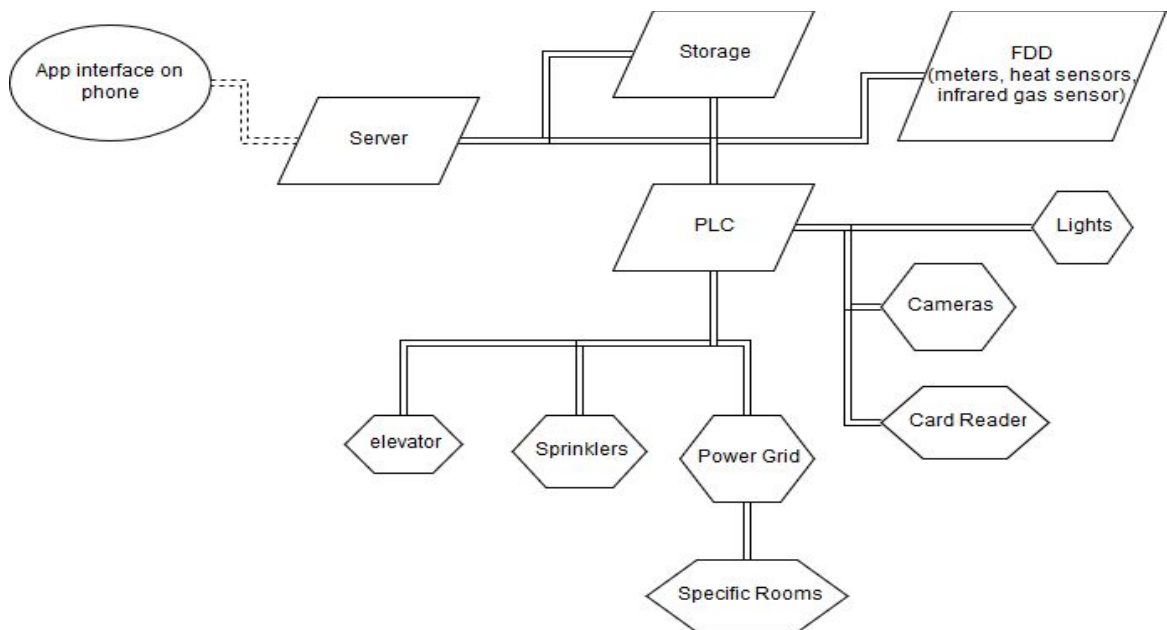 App interface on
phone
Server
Storage
FDD
(meters, heat sensors,
infrared gas sensor)
PLC
Lights
Cameras
Card Reader
elevator
Sprinklers
Power Grid
Specific Rooms